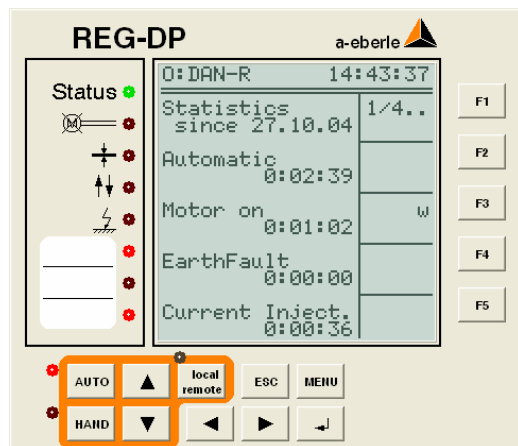 REG-DP
a-eberle
Status
M
O:DAN-R 14:43:37
Statistics 1/4..
since 27.10.04
Automatic
0:02:39
Motor on w
0:01:02
EarthFault
0:00:00
Current Inject.
0:00:36
F1
F2
F3
F4
F5
AUTO
local
remote
ESC
MENU
HAND